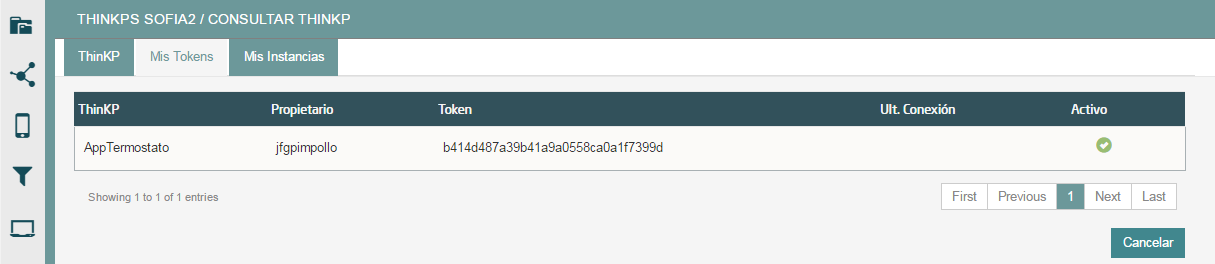 THINKPS SOFIA2 / CONSULTAR THINKP
ThinKP Mis Tokens Mis Instancias
ThinKP Propietario Token Ult. Conexión Activo
AppTermostato jfgpimpollo b414d487a39b41a9a0558ca0a1f7399d
Showing 1 to 1 of 1 entries First Previous 1 Next Last
Cancelar